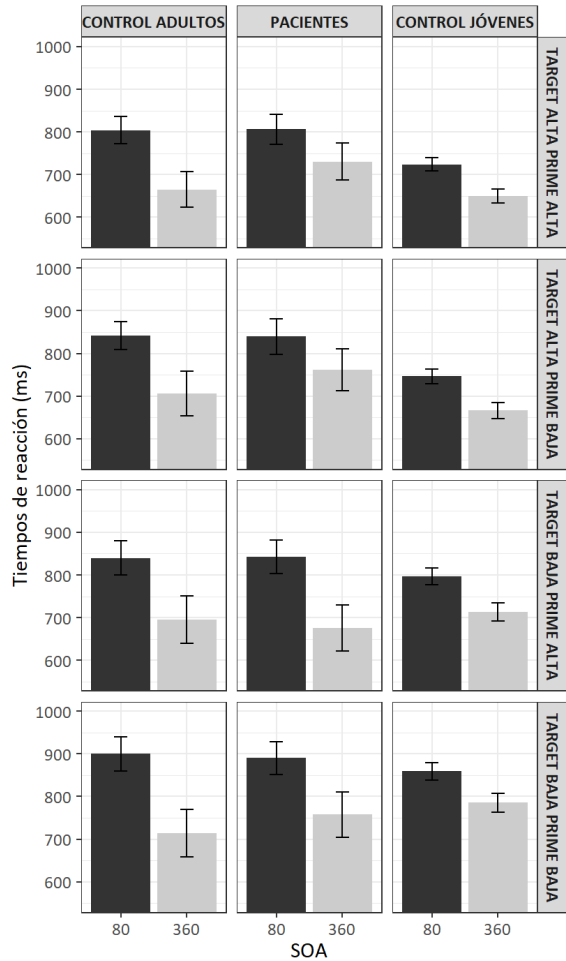 CONTROL ADULTOS PACIENTES CONTROL JÓVENES
1000
900
800
700
600
TARGET ALTA PRIME ALTA
1000
900
800
700
600
TARGET ALTA PRIME BAJA
1000
900
800
700
600
TARGET BAJA PRIME ALTA
1000
900
800
700
600
TARGET BAJA PRIME BAJA
Tiempos de reacción (ms)
80 360 80 360 80 360
SOA